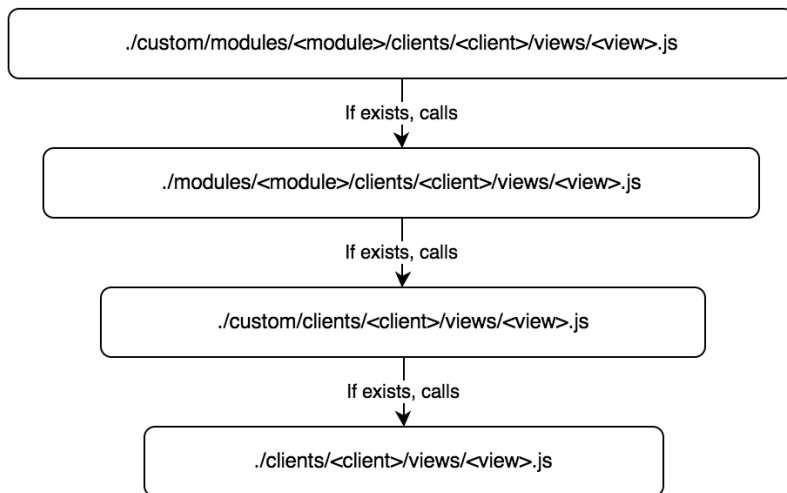 ./custom/modules/<module>/clients/<client>/views/<view>.js
If exists, calls
./modules/<module>/clients/<client>/views/<view>.js
If exists, calls
./custom/clients/<client>/views/<view>.js
If exists, calls
./clients/<client>/views/<view>.js